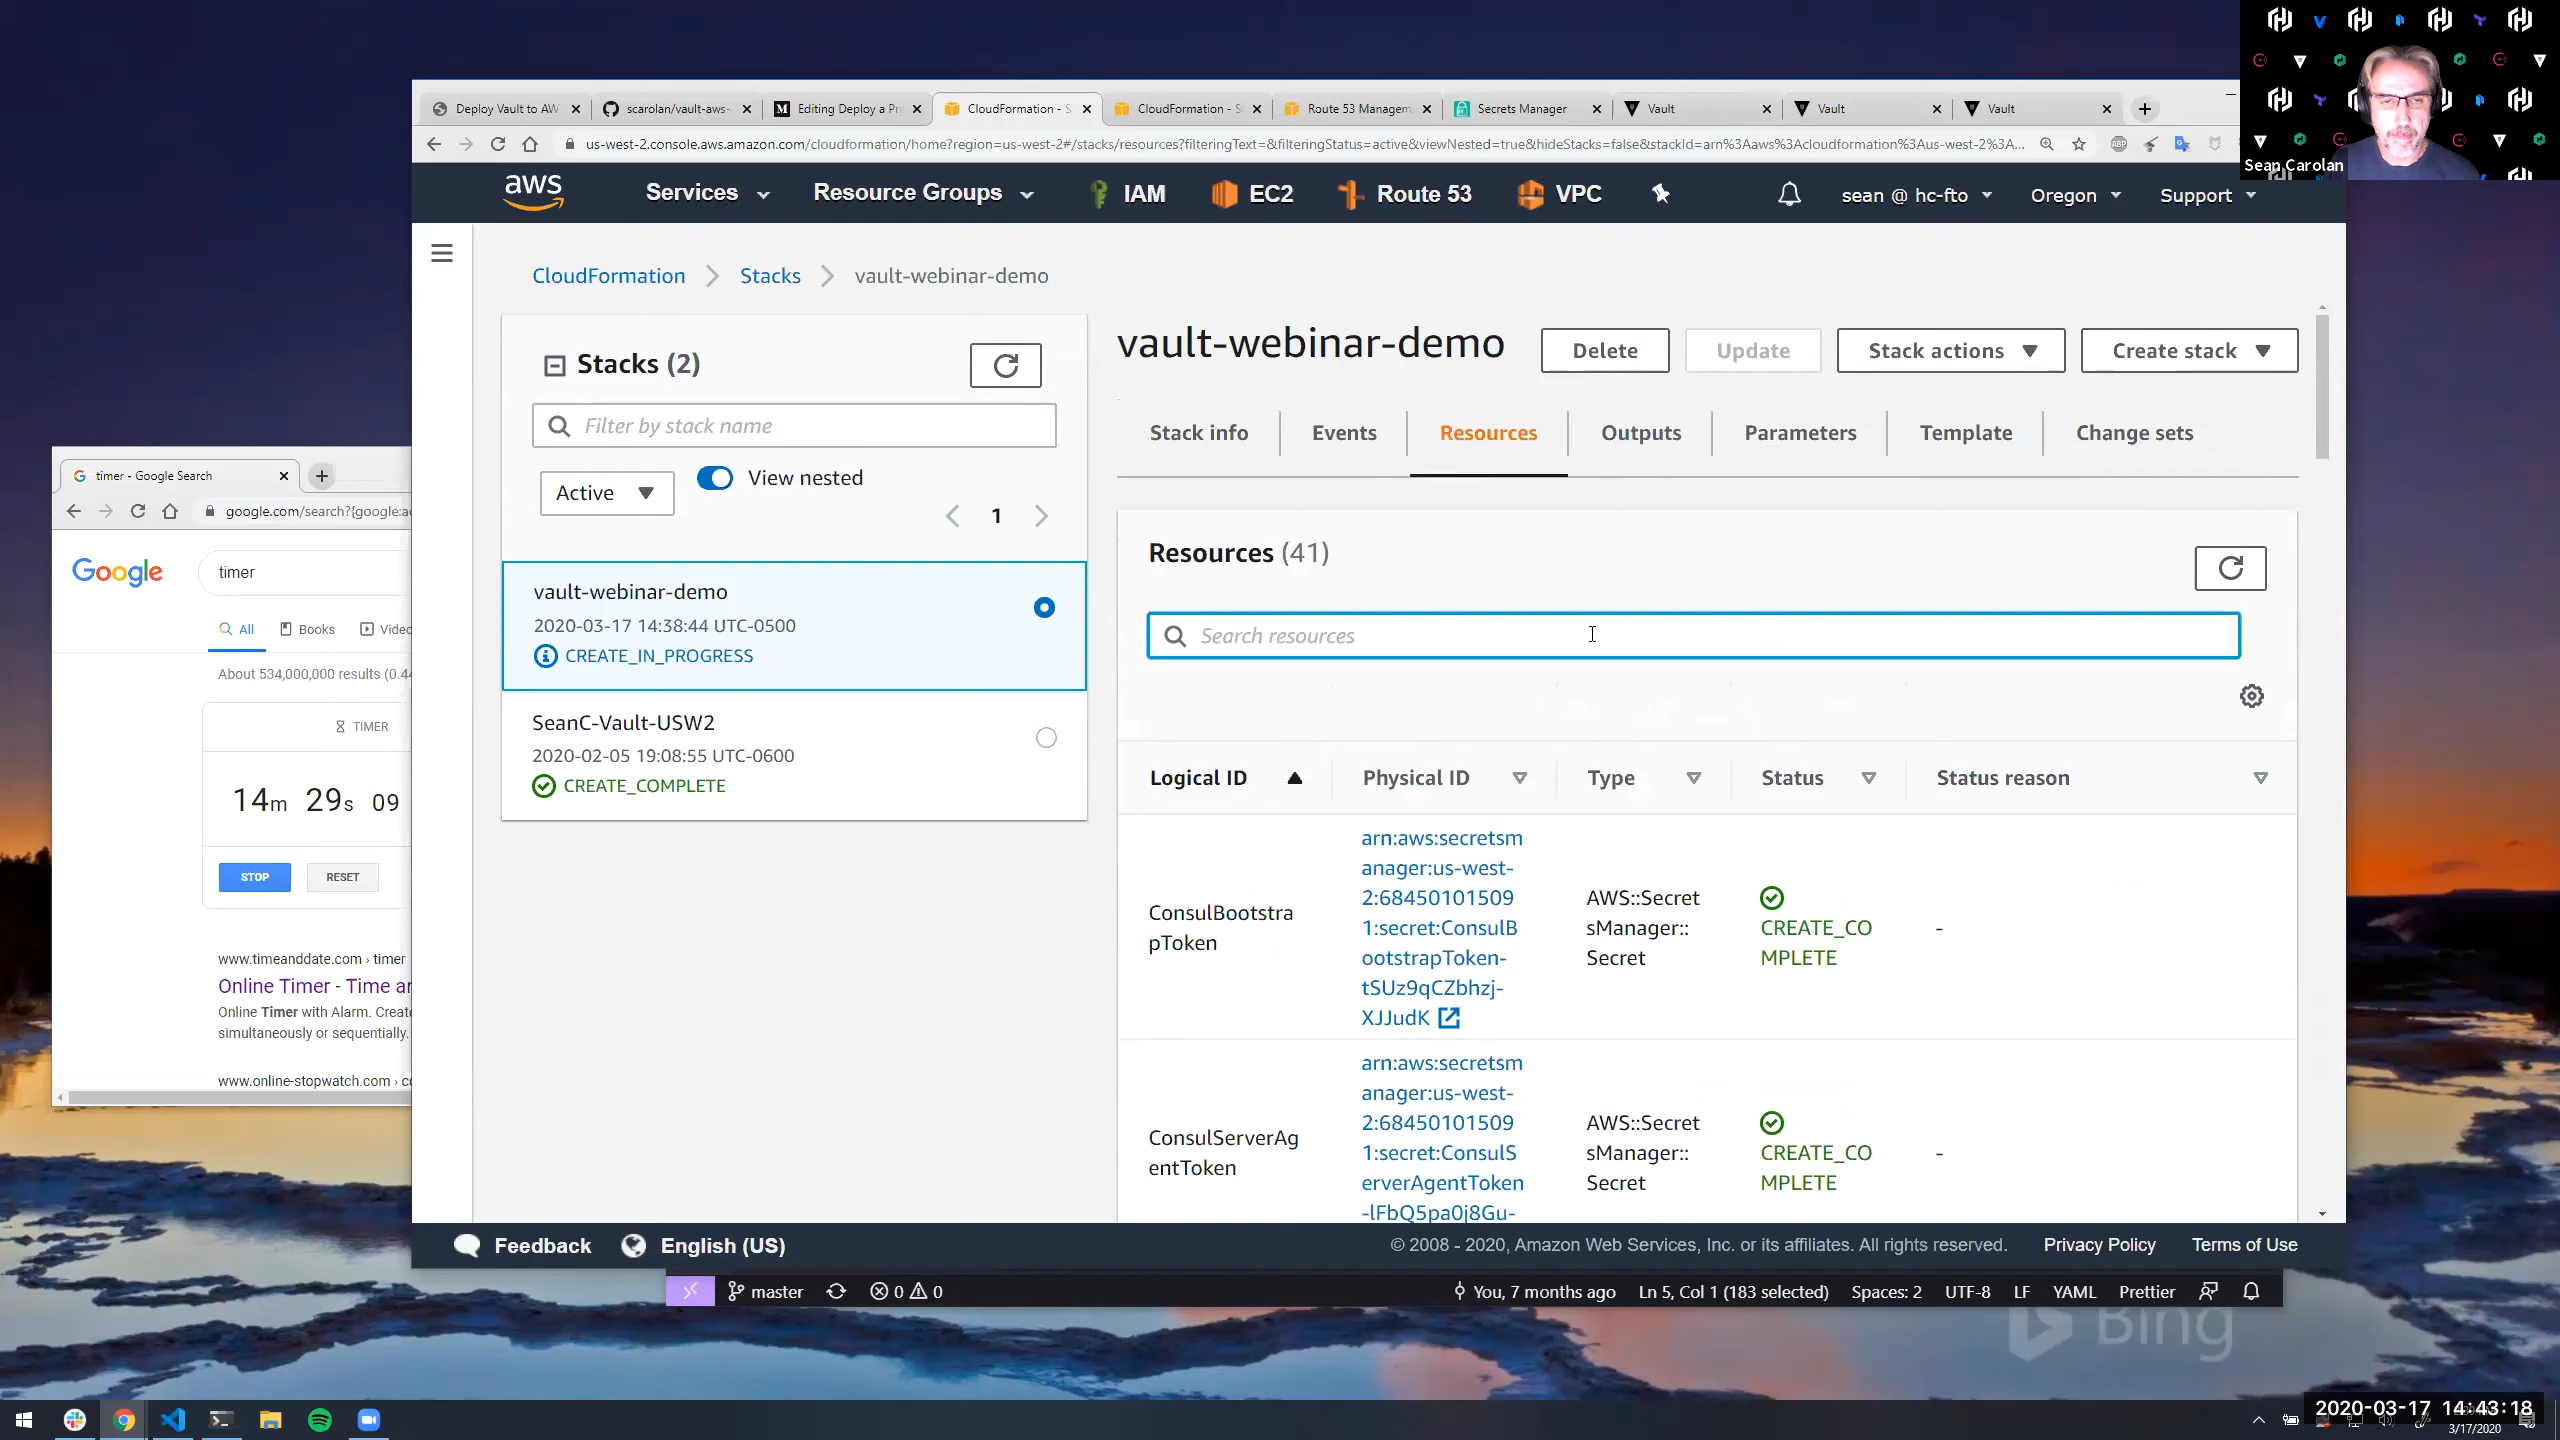 Deploy Vault to AW
scarolan/vault-aws-
Editing Deploy a Pr
CloudFormation - S
CloudFormation - S
Route 53 Managem
Secrets Manager
Vault
Vault
Vault
us-west-2.console.aws.amazon.com/cloudformation/home?region=us-west-2#/stacks/resources?filteringText=&filteringStatus=active&viewNested=true&hideStacks=false&stackId=arn%3Aaws%3Acloudformation%3Aus-west-2%3A...
ABP
Sean Carolan
aws
Services
Resource Groups
IAM
EC2
Route 53
VPC
sean @ hc-fto
Oregon
Support
CloudFormation
Stacks
vault-webinar-demo
Stacks (2)
Filter by stack name
Active
View nested
1
vault-webinar-demo
2020-03-17 14:38:44 UTC-0500
CREATE_IN_PROGRESS
SeanC-Vault-USW2
2020-02-05 19:08:55 UTC-0600
CREATE_COMPLETE
vault-webinar-demo
Delete
Update
Stack actions
Create stack
Stack info
Events
Resources
Outputs
Parameters
Template
Change sets
Resources (41)
Search resources
Logical ID
Physical ID
Type
Status
Status reason
ConsulBootstra
pToken
arn:aws:secretsm
anager:us-west-
2:68450101509
1:secret:ConsulB
ootstrapToken-
tSUz9qCZbhzj-
XJJudK
AWS::Secret
sManager::
Secret
CREATE_CO
MPLETE
-
ConsulServerAg
entToken
arn:aws:secretsm
anager:us-west-
2:68450101509
1:secret:ConsulS
erverAgentToken
-lFbQ5pa0j8Gu-
AWS::Secret
sManager::
Secret
CREATE_CO
MPLETE
-
Feedback
English (US)
© 2008 - 2020, Amazon Web Services, Inc. or its affiliates. All rights reserved.
Privacy Policy
Terms of Use
timer - Google Search
google.com/search?{google:a
Google
timer
All
Books
Video
About 534,000,000 results (0.4
TIMER
14m 29s 09
STOP
RESET
www.timeanddate.com › timer
Online Timer - Time a
Online Timer with Alarm. Create
simultaneously or sequentially.
www.online-stopwatch.com › c
master
0
0
You, 7 months ago
Ln 5, Col 1 (183 selected)
Spaces: 2
UTF-8
LF
YAML
Prettier
Bing
2020-03-17 14:43:18
3/17/2020